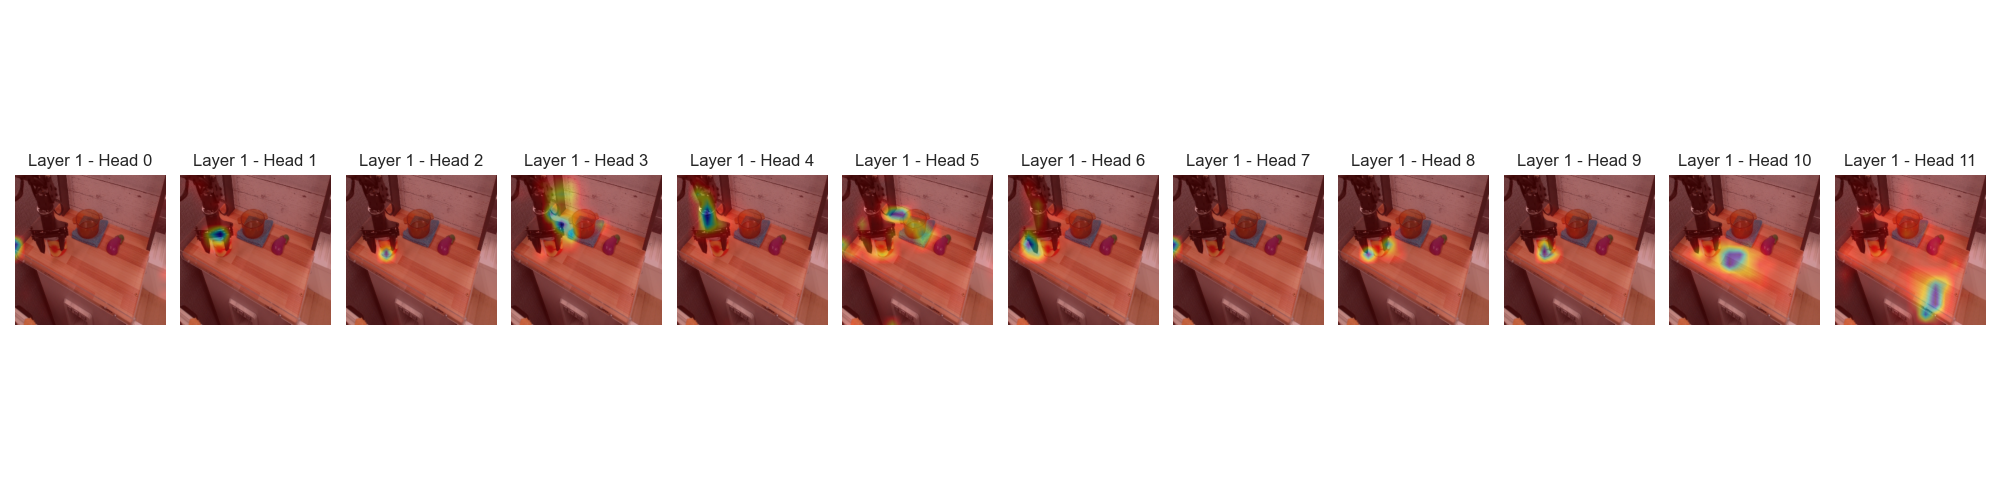 Layer 1 - Head 0
Layer 1 - Head 1
Layer 1 - Head 2
Layer 1 - Head 3
Layer 1 - Head 4
Layer 1 - Head 5
Layer 1 - Head 6
Layer 1 - Head 7
Layer 1 - Head 8
Layer 1 - Head 9
Layer 1 - Head 10
Layer 1 - Head 11